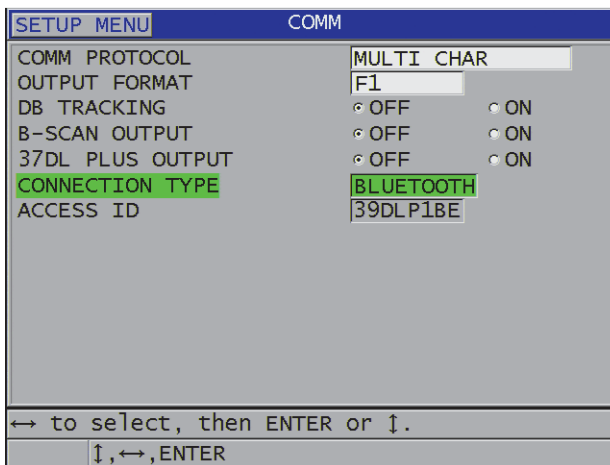 SETUP MENU COMM
COMM PROTOCOL MULTI CHAR
OUTPUT FORMAT F1
DB TRACKING OFF ON
B-SCAN OUTPUT OFF ON
37DL PLUS OUTPUT OFF ON
CONNECTION TYPE BLUETOOTH
ACCESS ID 39DLP1BE
↔ to select, then ENTER or ↕.
↕,↔,ENTER